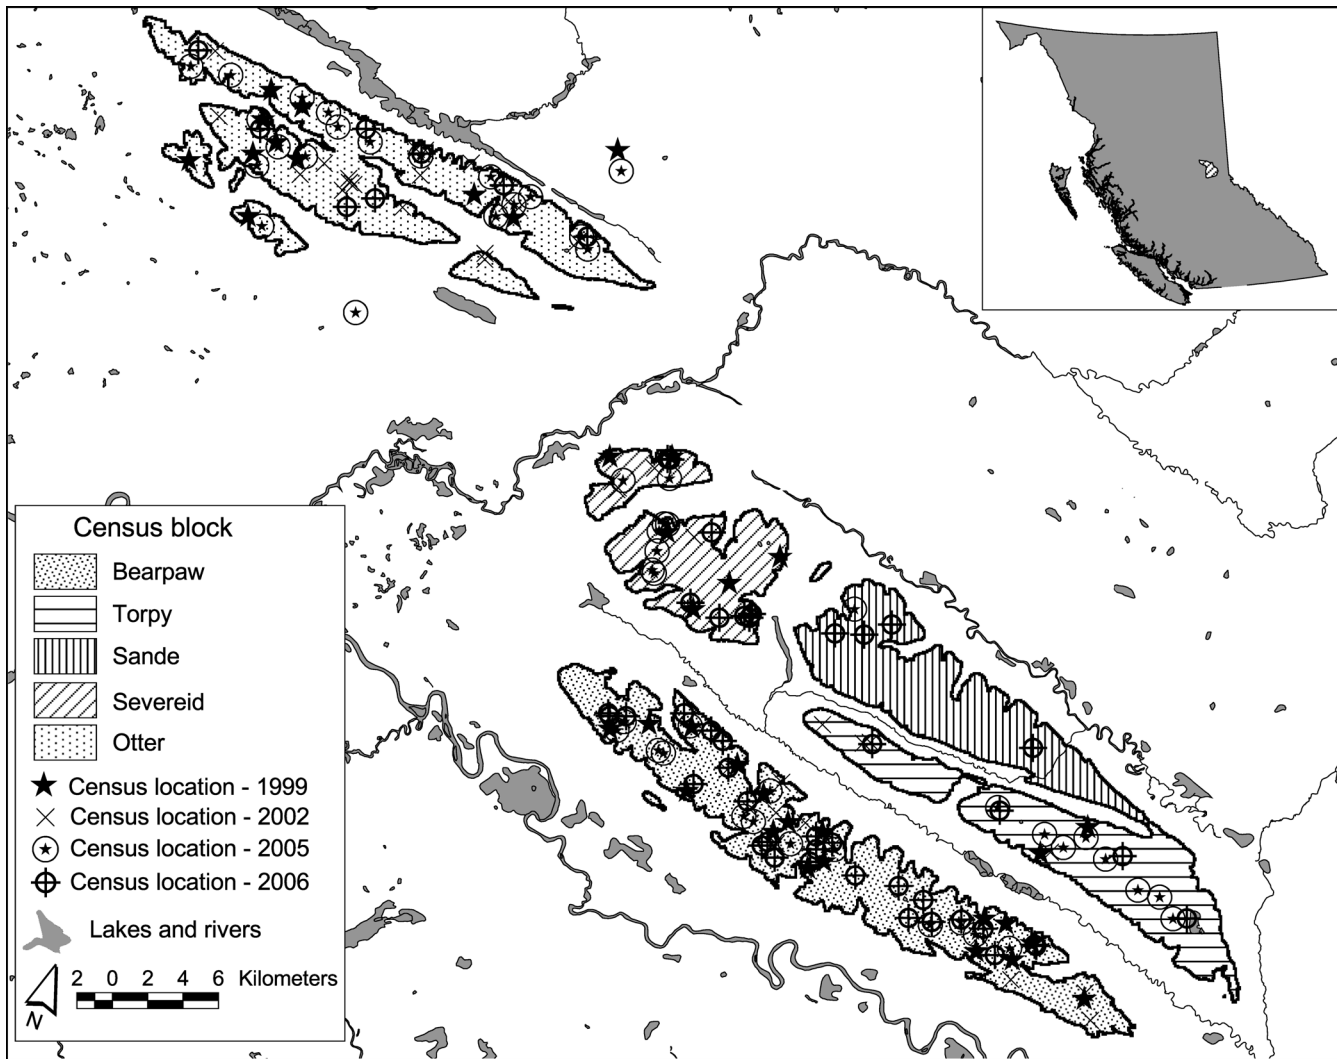 Census block
Bearpaw
Torpy
Sande
Severeid
Otter
Census location - 1999
Census location - 2002
Census location - 2005
Census location - 2006
Lakes and rivers
2 0 2 4 6 Kilometers
N